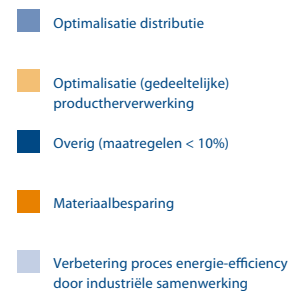 Optimalisatie distributie
Optimalisatie (gedeeltelijke)
productherverwerking
Overig (maatregelen < 10%)
Materiaalbesparing
Verbetering proces energie-efficiency
door industriële samenwerking